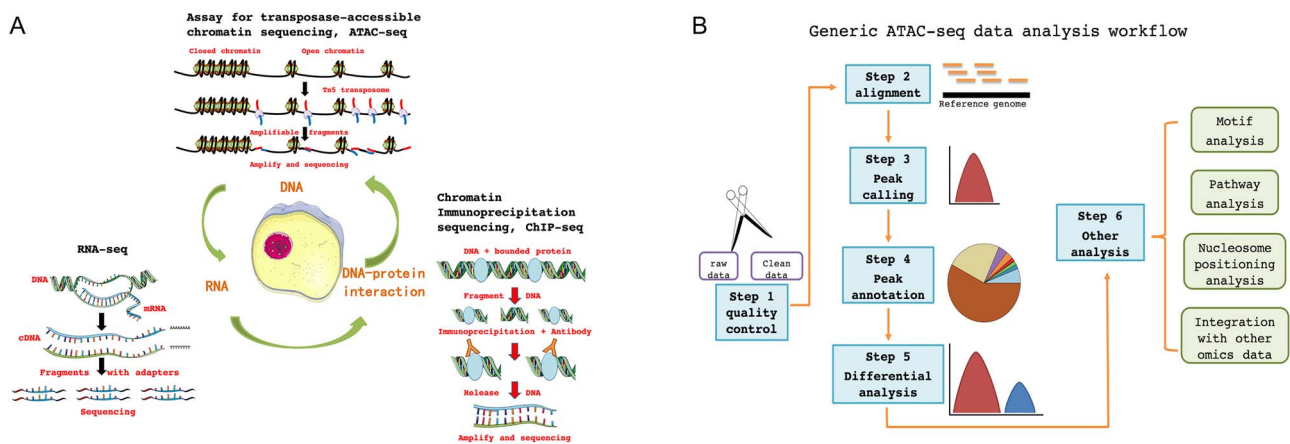 A
Assay for transposase-accessible
chromatin sequencing, ATAC-seq
Closed chromatin
Open chromatin
Tn5 transposome
Amplifiable fragments
Amplify and sequencing
DNA
RNA
DNA-protein
interaction
RNA-seq
DNA
mRNA
cDNA
AAAAAAAA
TTTTTTTT
Fragments with adapters
Sequencing
Chromatin
Immunoprecipitation
sequencing, ChIP-seq
DNA + bounded protein
Fragment DNA
Immunoprecipitation + Antibody
Release DNA
Amplify and sequencing
B
Generic ATAC-seq data analysis workflow
raw
data
Clean
data
Step 1
quality
control
Step 2
alignment
Reference genome
Step 3
Peak
calling
Step 4
Peak
annotation
Step 5
Differential
analysis
Step 6
Other
analysis
Motif
analysis
Pathway
analysis
Nucleosome
positioning
analysis
Integration
with other
omics data